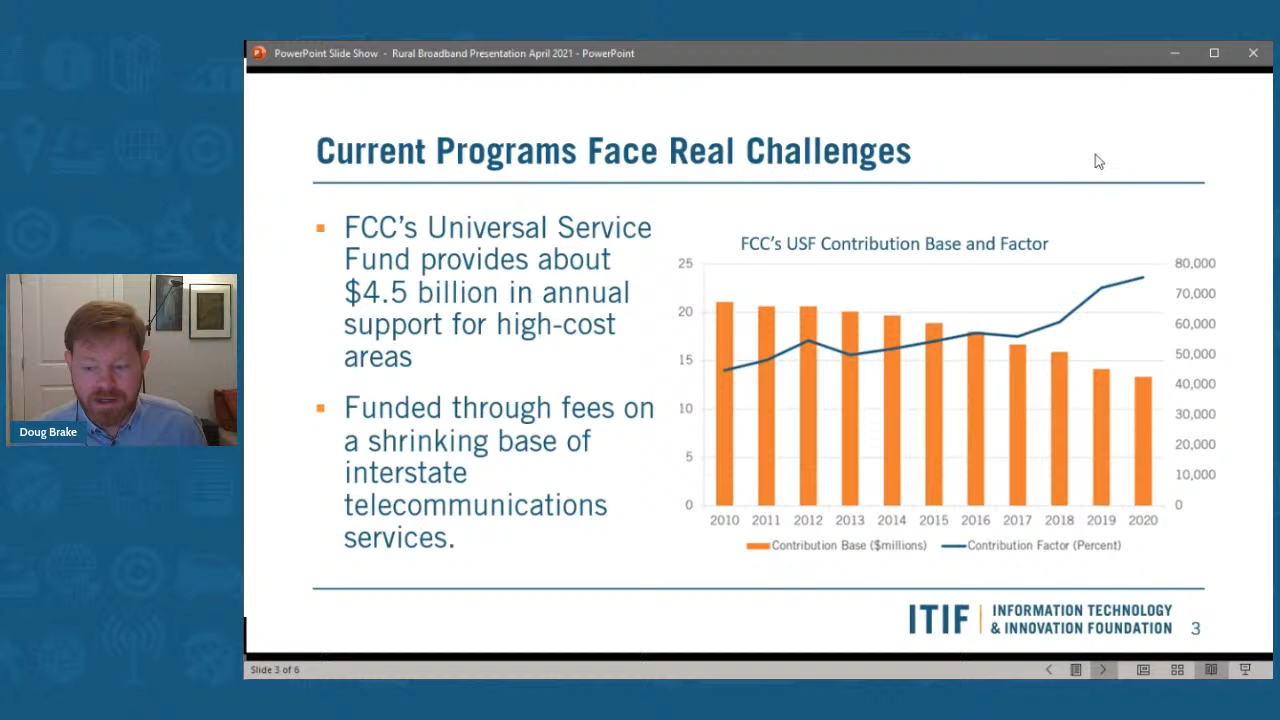 PowerPoint Slide Show - Rural Broadband Presentation April 2021 - PowerPoint
Current Programs Face Real Challenges
FCC's Universal Service
Fund provides about
$4.5 billion in annual
support for high-cost
areas
Funded through fees on
a shrinking base of
interstate
telecommunications
services.
FCC's USF Contribution Base and Factor
25
20
15
10
5
0
80,000
70,000
60,000
50,000
40,000
30,000
20,000
10,000
0
2010 2011 2012 2013 2014 2015 2016 2017 2018 2019 2020
Contribution Base ($millions) Contribution Factor (Percent)
Doug Brake
ITIF
INFORMATION TECHNOLOGY
& INNOVATION FOUNDATION
3
Slide 3 of 6